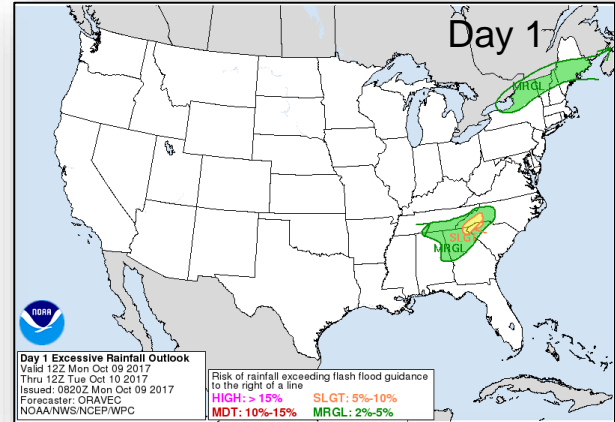 Day 1
MRGL
SLGT
MRGL
NOAA
Day 1 Excessive Rainfall Outlook
Valid 12Z Mon Oct 09 2017
Thru 12Z Tue Oct 10 2017
Issued: 0820Z Mon Oct 09 2017
Forecaster: ORAVEC
NOAA/NWS/NCEP/WPC
Risk of rainfall exceeding flash flood guidance
to the right of a line
HIGH: > 15% SLGT: 5%-10%
MDT: 10%-15% MRGL: 2%-5%